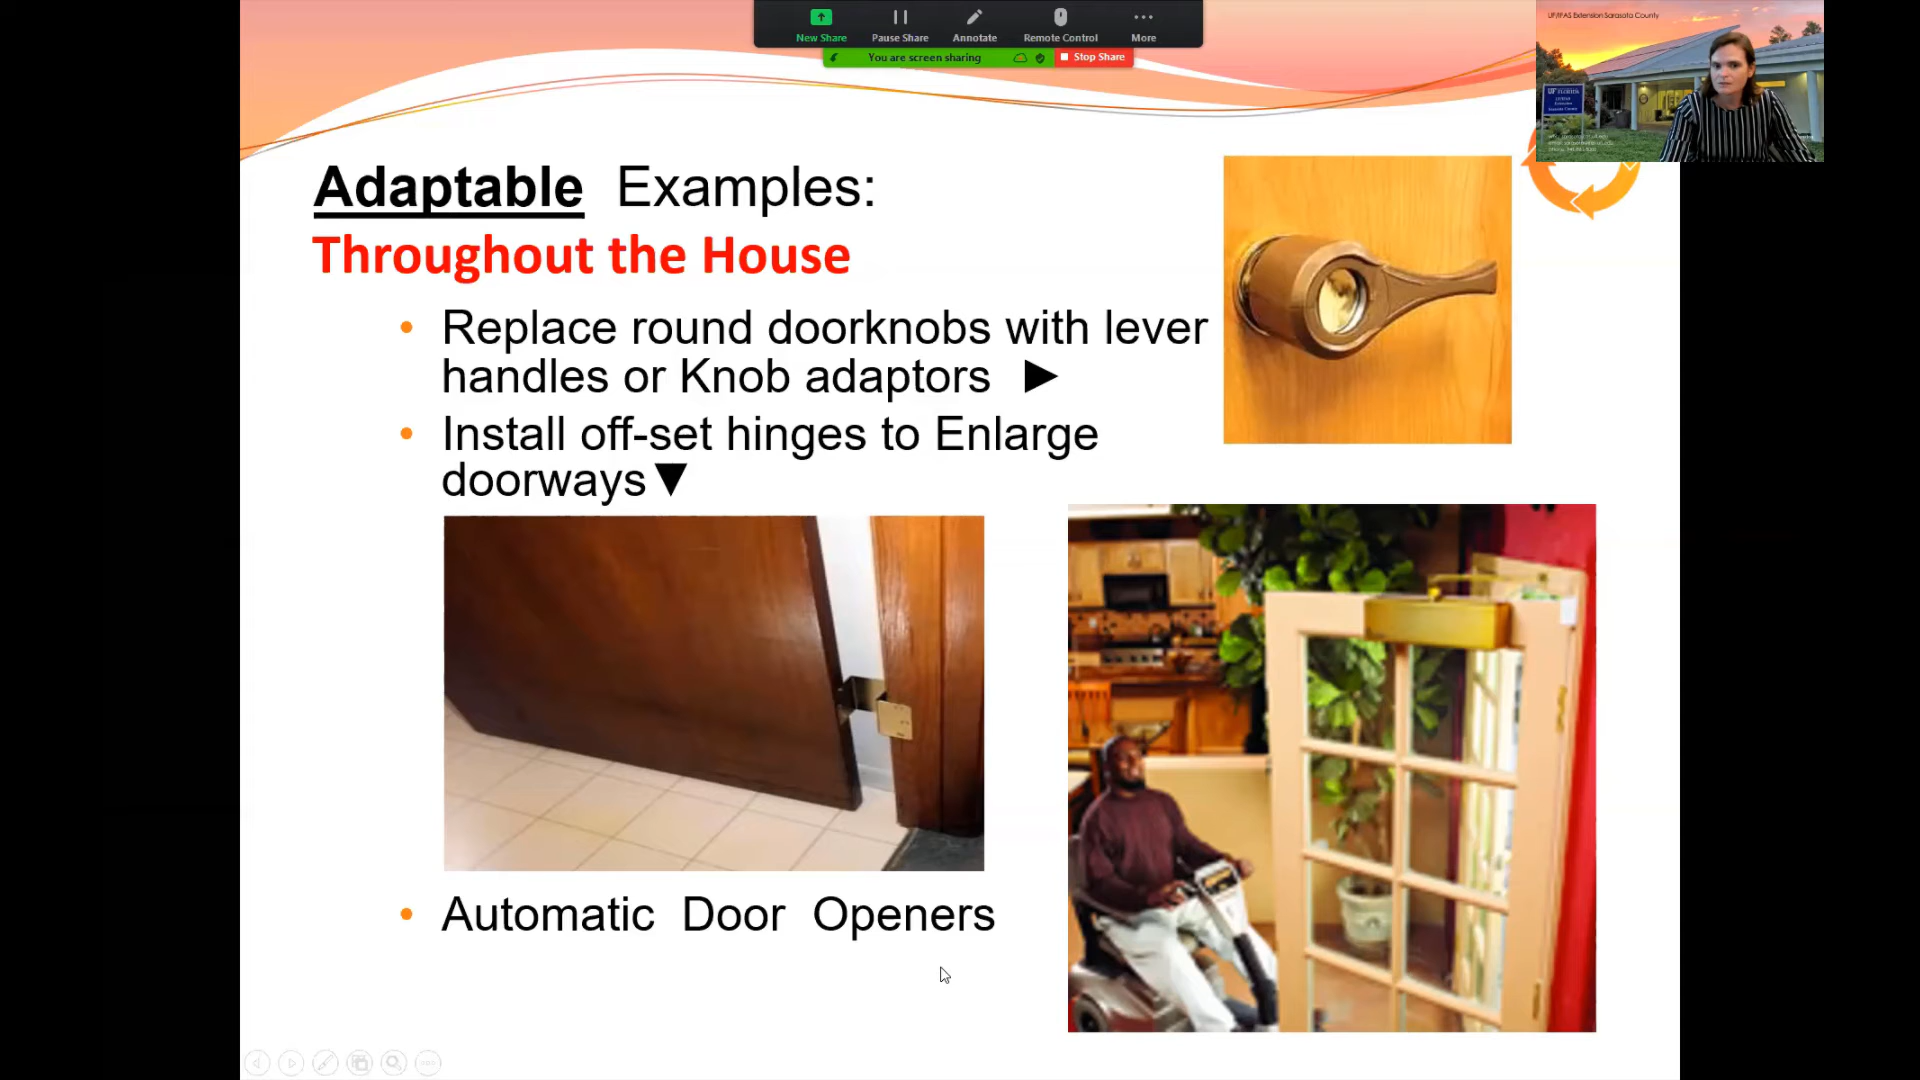 New Share
Pause Share
Annotate
Remote Control
More
You are screen sharing
Stop Share
UF/IFAS Extension Sarasota County
Adaptable Examples:
Throughout the House
• Replace round doorknobs with lever
handles or Knob adaptors ►
• Install off-set hinges to Enlarge
doorways▼
• Automatic Door Openers